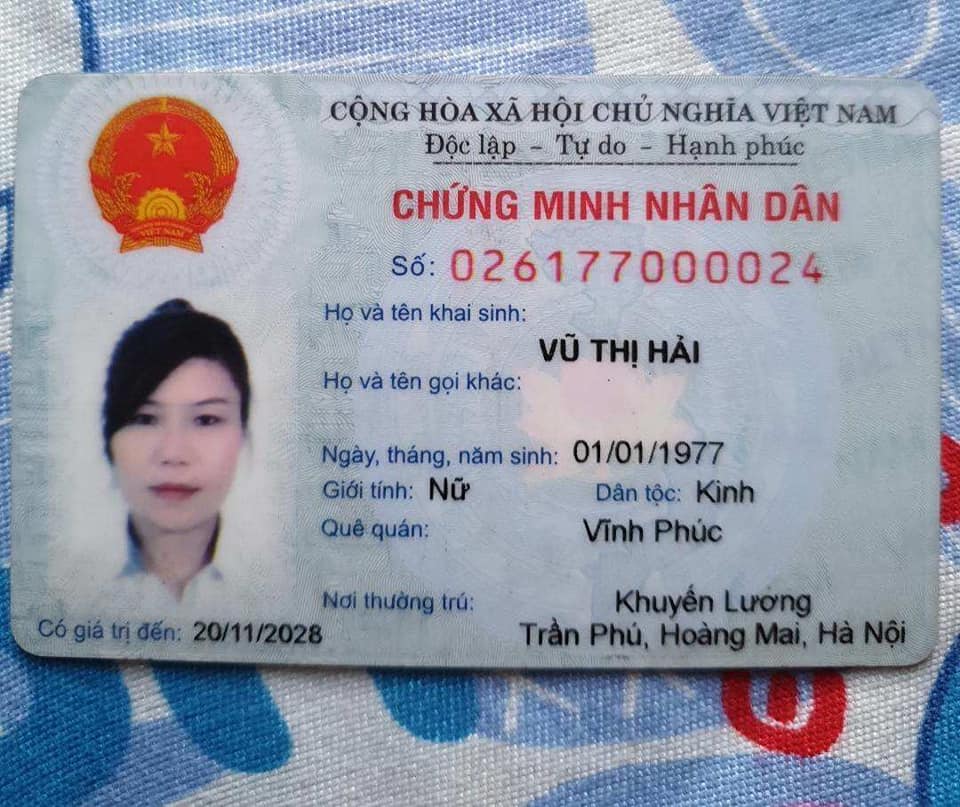 CỘNG HÒA XÃ HỘI CHỦ NGHĨA VIỆT NAM
Độc lập - Tự do - Hạnh phúc
CHỨNG MINH NHÂN DÂN
Số: 026177000024
Họ và tên khai sinh:
VŨ THỊ HẢI
Họ và tên gọi khác:
Ngày, tháng, năm sinh: 01/01/1977
Giới tính: Nữ Dân tộc: Kinh
Quê quán: Vĩnh Phúc
Nơi thường trú: Khuyến Lương
Trần Phú, Hoàng Mai, Hà Nội
Có giá trị đến: 20/11/2028
VIỆT NAM